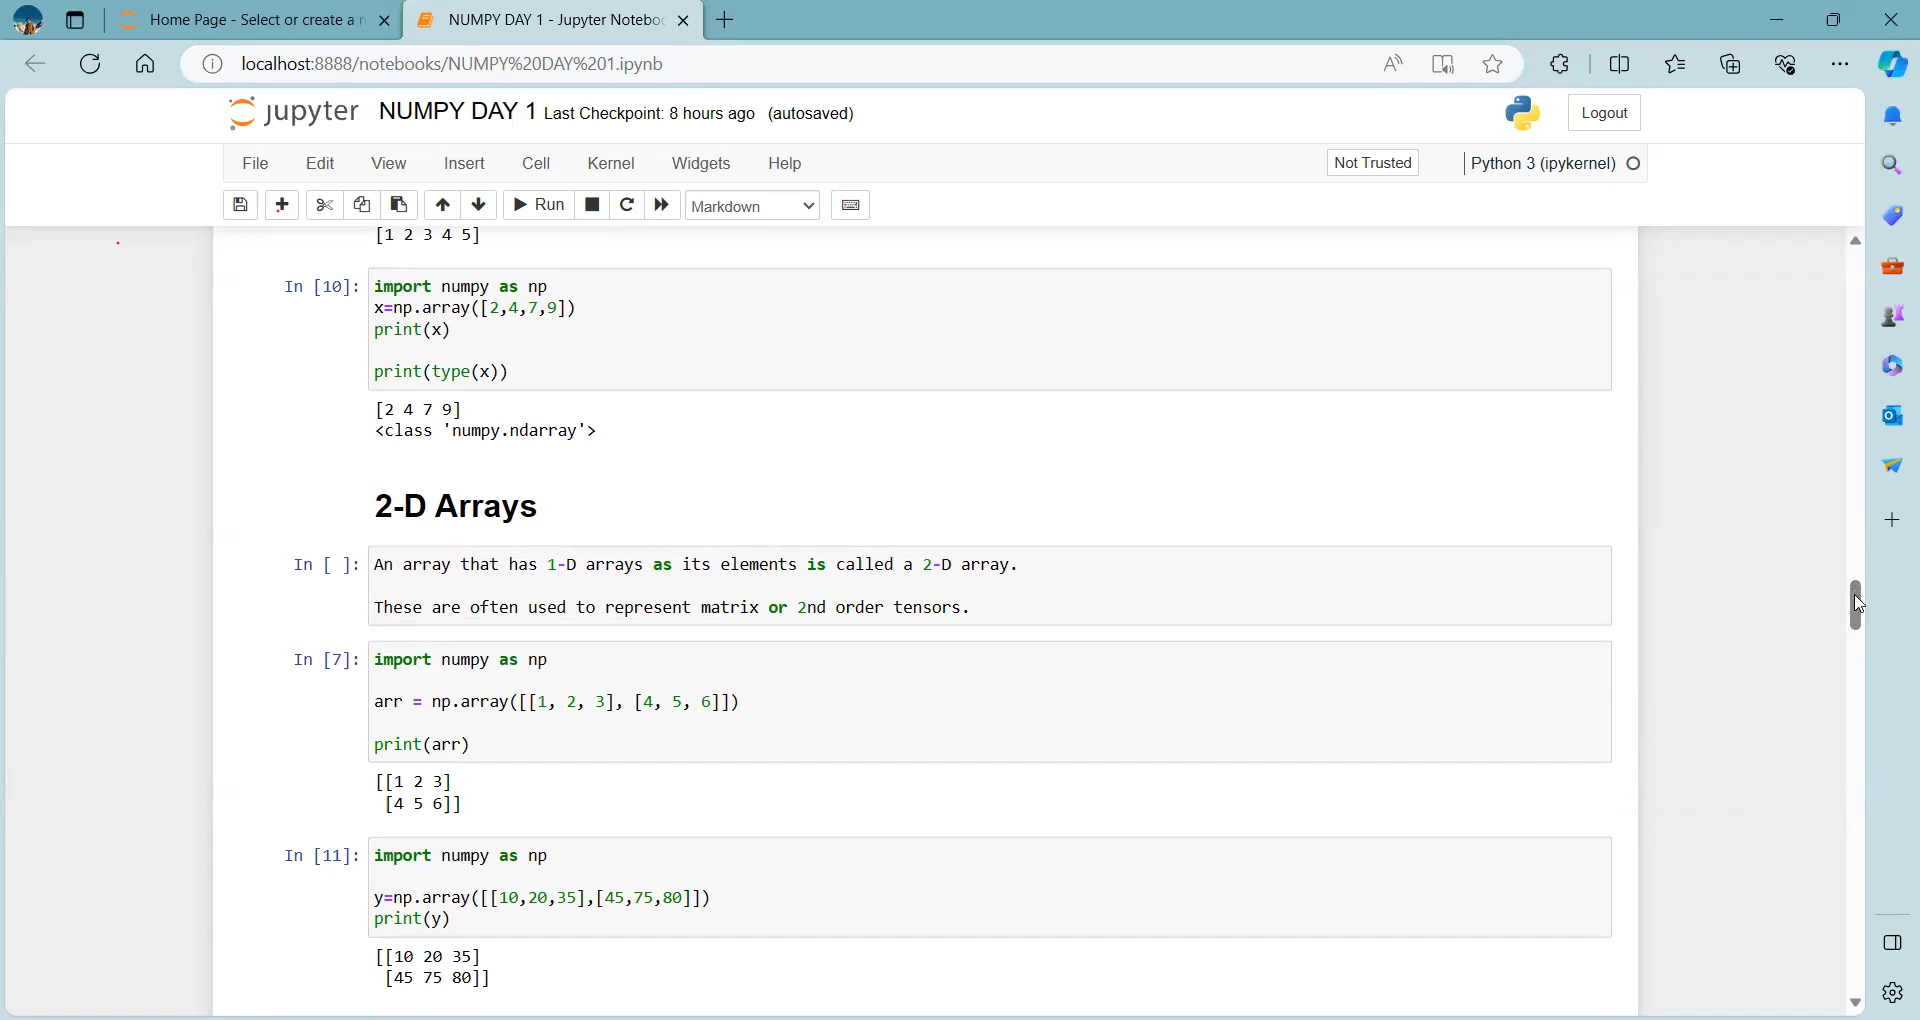 Home Page - Select or create a n
NUMPY DAY 1 - Jupyter Noteboo
localhost:8888/notebooks/NUMPY%20DAY%201.ipynb
jupyter NUMPY DAY 1 Last Checkpoint: 8 hours ago (autosaved)
Logout
File Edit View Insert Cell Kernel Widgets Help
Not Trusted
Python 3 (ipykernel)
Run
Markdown
[1 2 3 4 5]
In [10]: import numpy as np
x=np.array([2,4,7,9])
print(x)
print(type(x))
[2 4 7 9]
<class 'numpy.ndarray'>
2-D Arrays
In [ ]: An array that has 1-D arrays as its elements is called a 2-D array.
These are often used to represent matrix or 2nd order tensors.
In [7]: import numpy as np
arr = np.array([[1, 2, 3], [4, 5, 6]])
print(arr)
[[1 2 3]
[4 5 6]]
In [11]: import numpy as np
y=np.array([[10,20,35],[45,75,80]])
print(y)
[[10 20 35]
[45 75 80]]